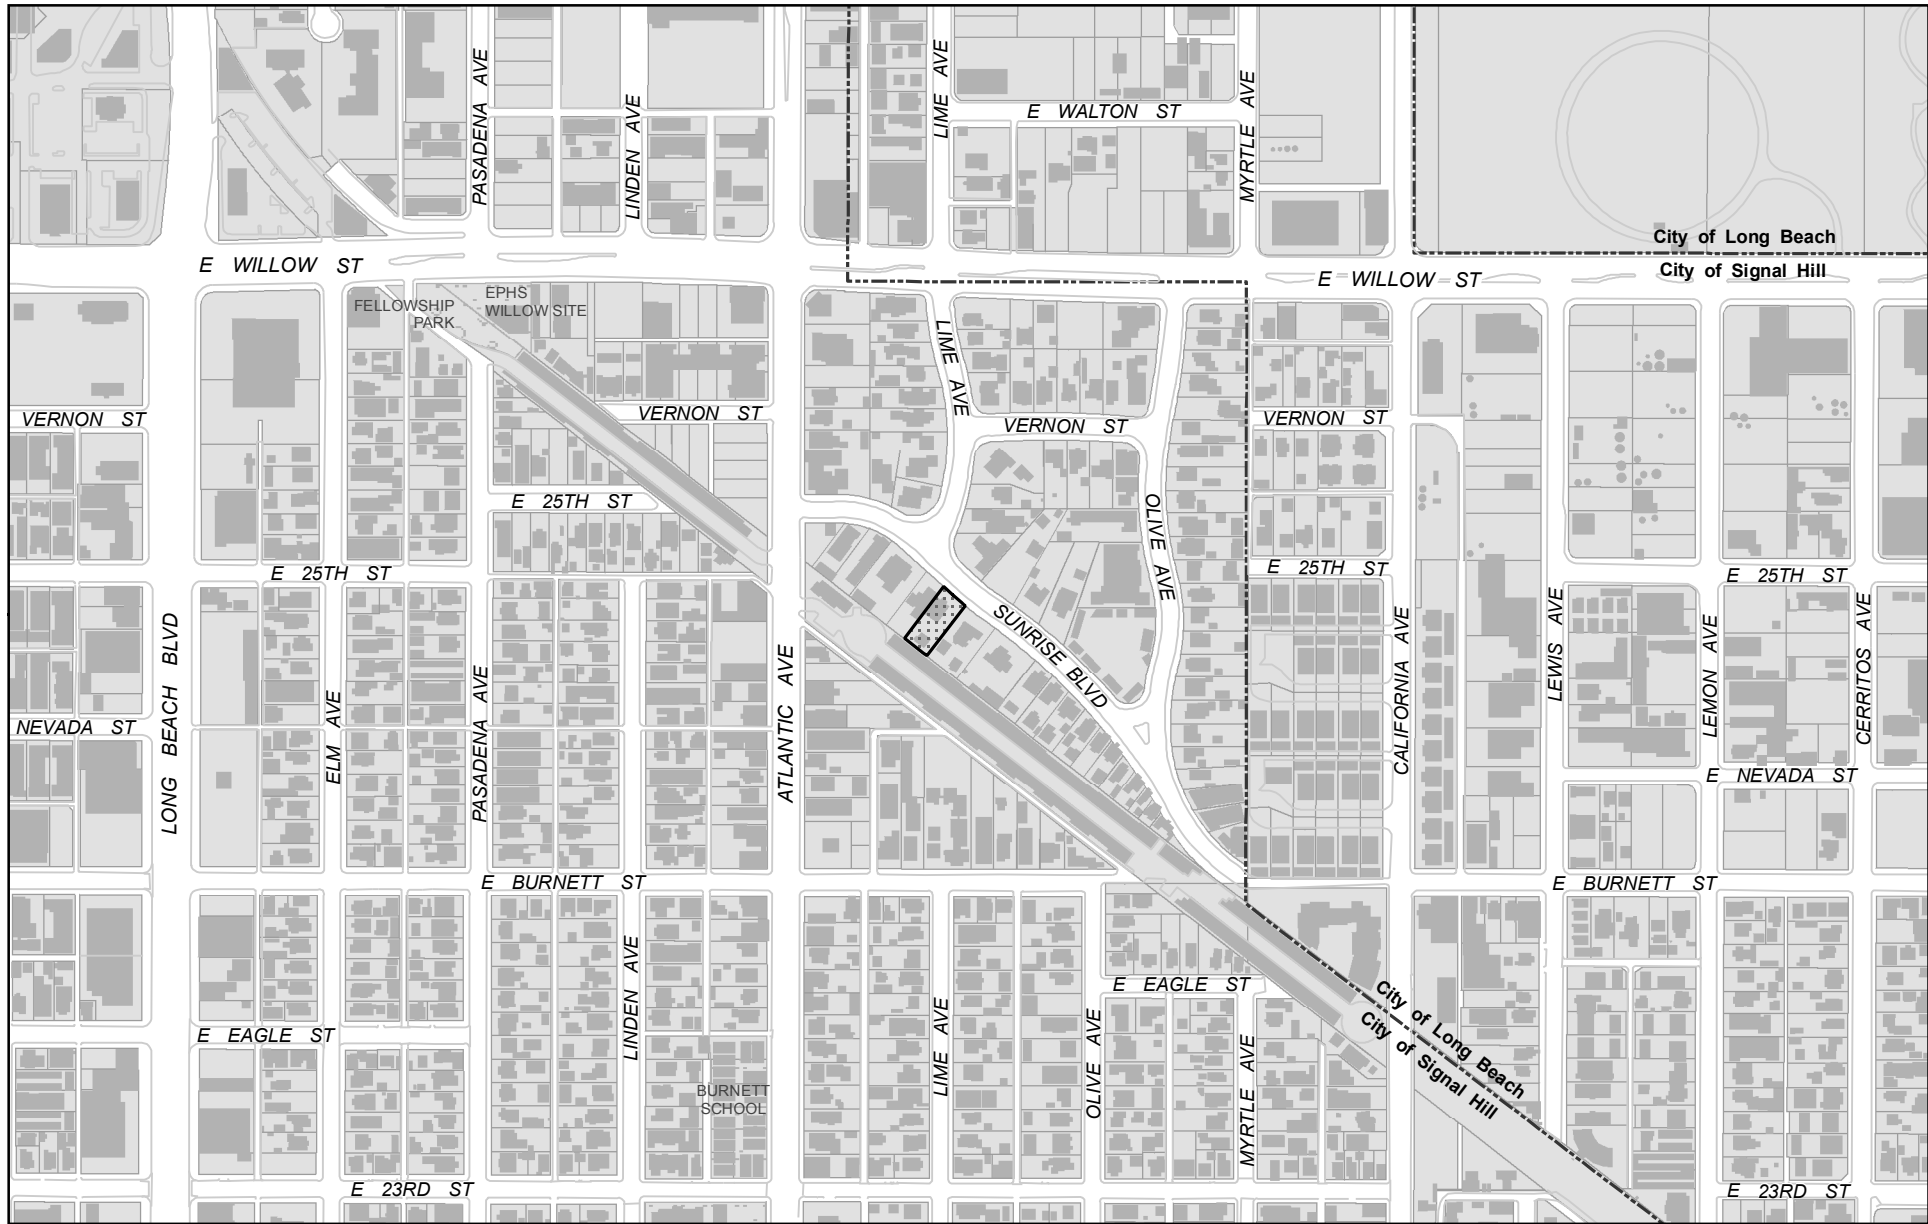 PASADENA AVE
LINDEN AVE
LIME AVE
E WALTON ST
MYRTLE AVE
City of Long Beach
City of Signal Hill
E WILLOW ST
E WILLOW ST
FELLOWSHIP
PARK
EPHS
WILLOW SITE
LIME AVE
VERNON ST
VERNON ST
VERNON ST
VERNON ST
E 25TH ST
OLIVE AVE
E 25TH ST
E 25TH ST
E 25TH ST
SUNRISE BLVD
LONG BEACH BLVD
ELM AVE
PASADENA AVE
ATLANTIC AVE
CALIFORNIA AVE
LEWIS AVE
LEMON AVE
CERRITOS AVE
NEVADA ST
E NEVADA ST
E BURNETT ST
E BURNETT ST
LINDEN AVE
LIME AVE
OLIVE AVE
MYRTLE AVE
E EAGLE ST
E EAGLE ST
City of Long Beach
City of Signal Hill
BURNETT
SCHOOL
E 23RD ST
E 23RD ST